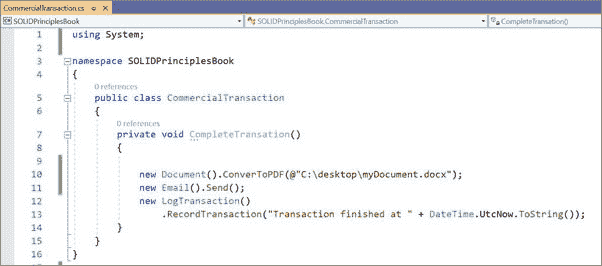 CommercialTransaction.cs
SOLIDPrinciplesBook SOLIDPrinciplesBook.CommercialTransaction CompleteTransation()
1 using System;
2
3 namespace SOLIDPrinciplesBook
4 {
0 references
5 public class CommercialTransaction
6 {
0 references
7 private void CompleteTransation()
8 {
9
10 new Document().ConvertToPDF(@"C:\desktop\myDocument.docx");
11 new Email().Send();
12 new LogTransaction()
13 .RecordTransaction("Transaction finished at " + DateTime.UtcNow.ToString());
14 }
15 }
16 }